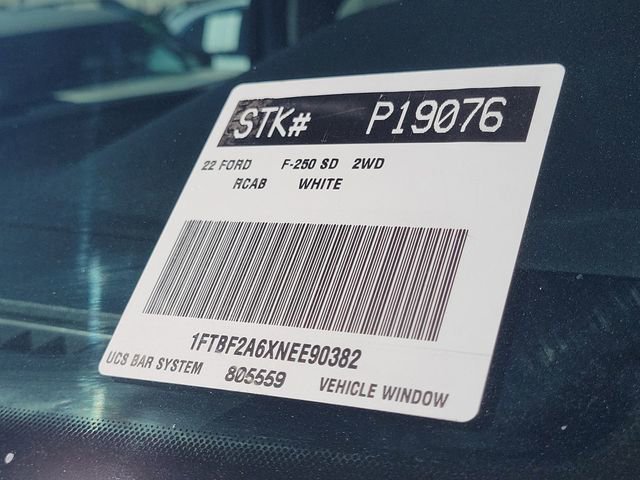 STK# P19076
22 FORD F-250 SD 2WD
RCAB WHITE
1FTBF2A6XNEE90382
UCS BAR SYSTEM 805559 VEHICLE WINDOW